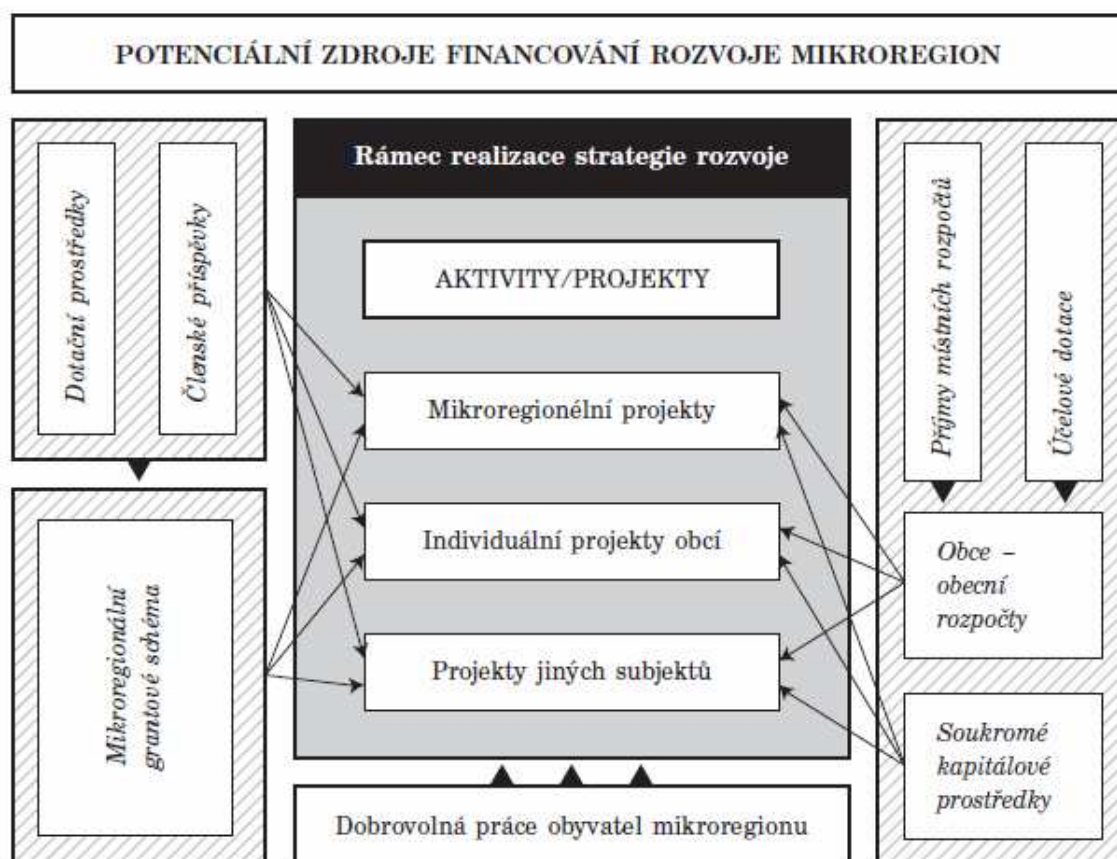 POTENCIÁLNÍ ZDROJE FINANCOVÁNÍ ROZVOJE MIKROREGION
Dotační prostředky
Členské příspěvky
Mikroregionální
grantové schéma
Rámec realizace strategie rozvoje
AKTIVITY/PROJEKTY
Mikroregionélní projekty
Individuální projekty obcí
Projekty jiných subjektů
Dobrovolná práce obyvatel mikroregionu
Příjmy místních rozpočtů
Účelové dotace
Obce –
obecní
rozpočty
Soukromé
kapitálové
prostředky